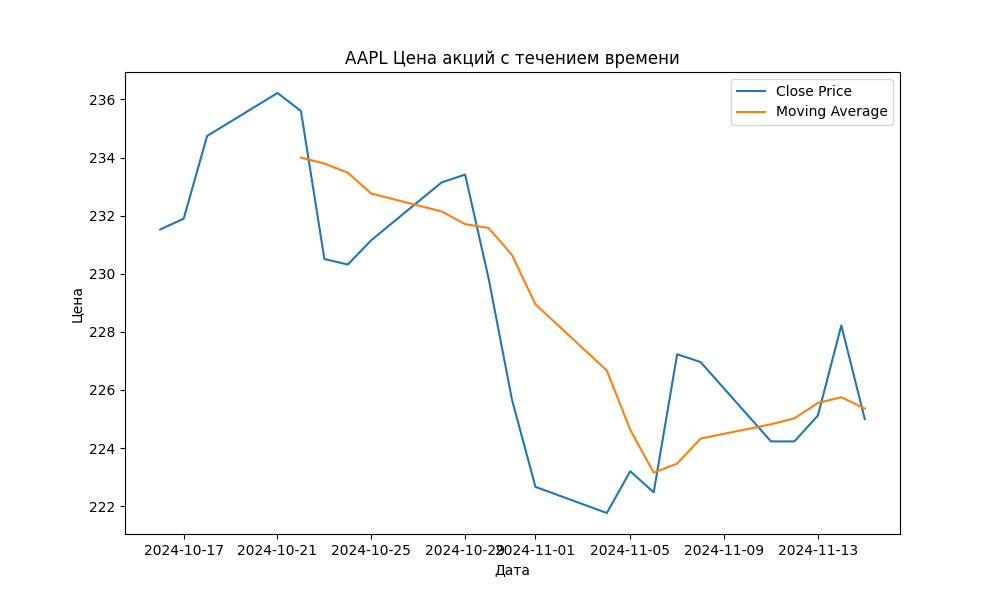 AAPL Цена акций с течением времени
Close Price
Moving Average
236
234
232
230
228
226
224
222
Цена
2024-10-17 2024-10-21 2024-10-25 2024-10-29 2024-11-01 2024-11-05 2024-11-09 2024-11-13
Дата